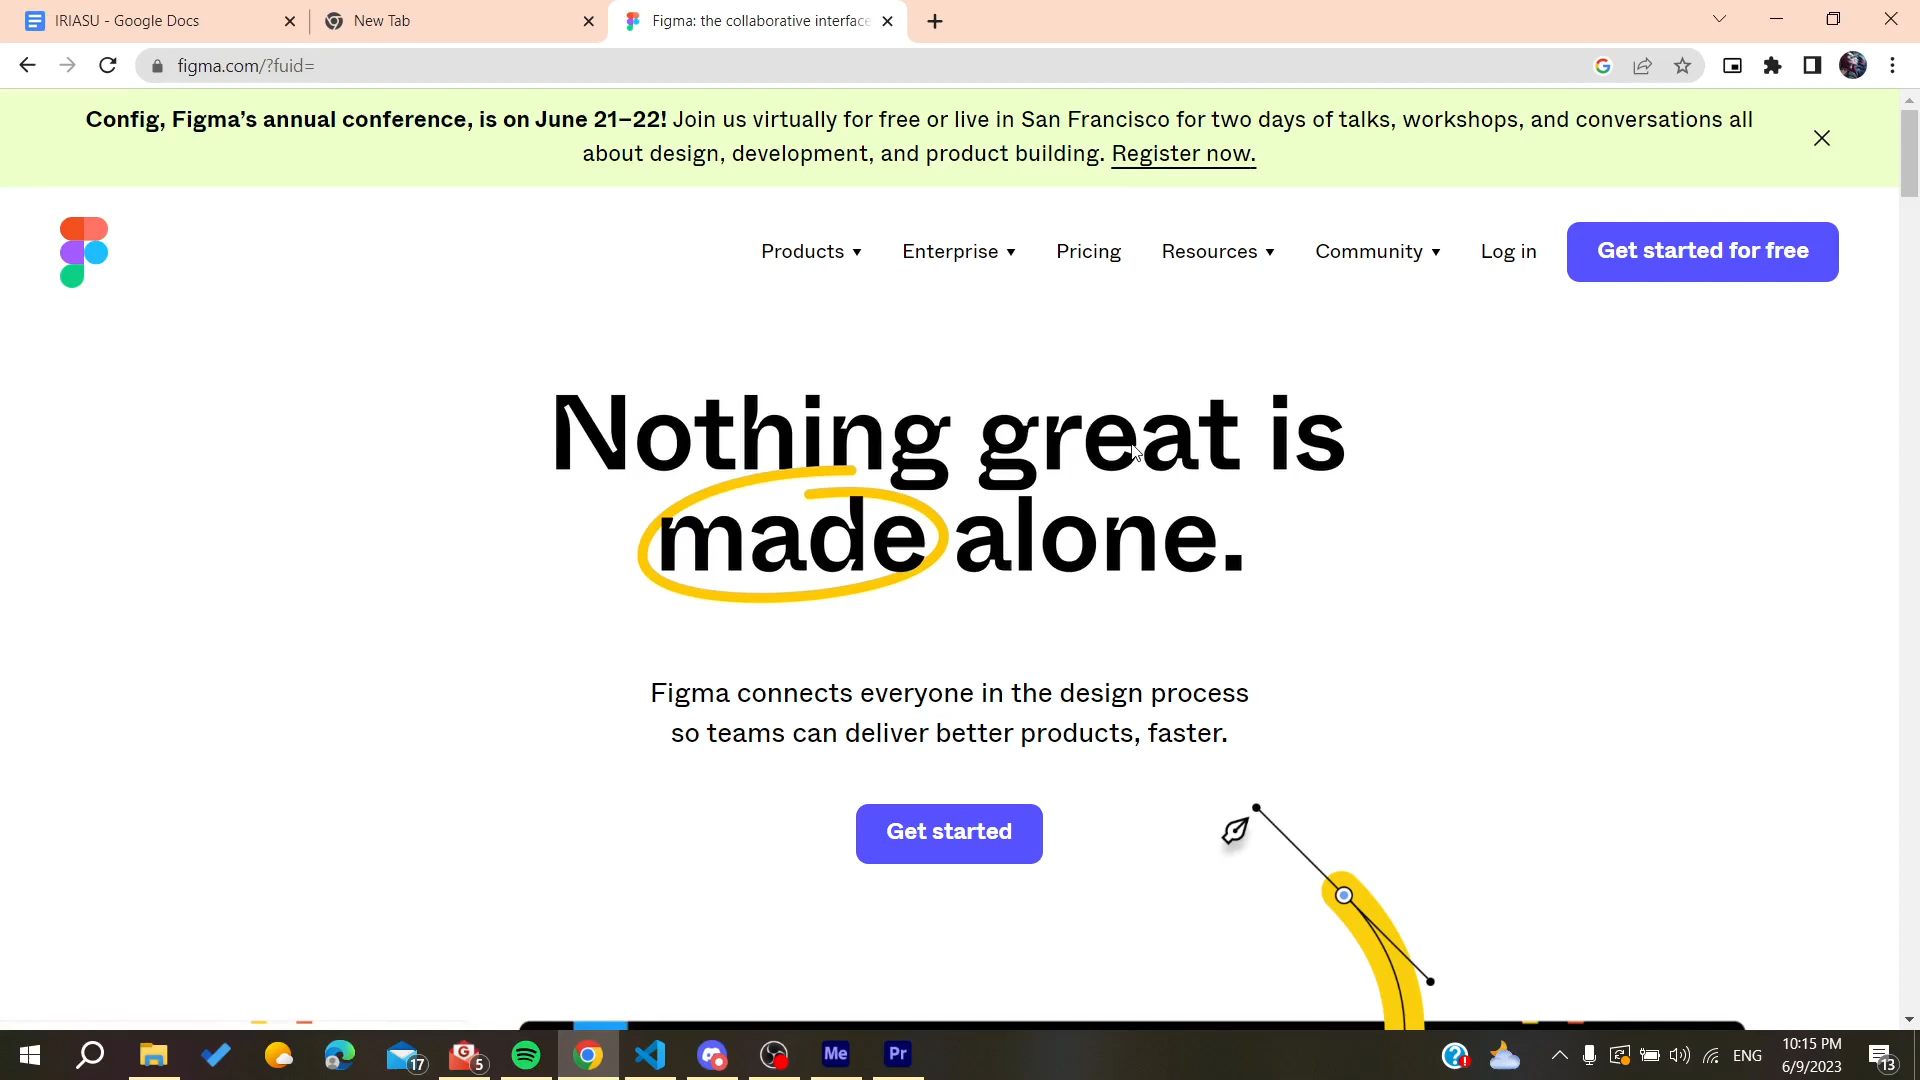 IRIASU - Google Docs
New Tab
Figma: the collaborative interface
figma.com/?fuid=
Config, Figma’s annual conference, is on June 21–22! Join us virtually for free or live in San Francisco for two days of talks, workshops, and conversations all
about design, development, and product building. Register now.
Products
Enterprise
Pricing
Resources
Community
Log in
Get started for free
Nothing great is
made alone.
Figma connects everyone in the design process
so teams can deliver better products, faster.
Get started
17
5
Me
Pr
ENG
10:15 PM
6/9/2023
13